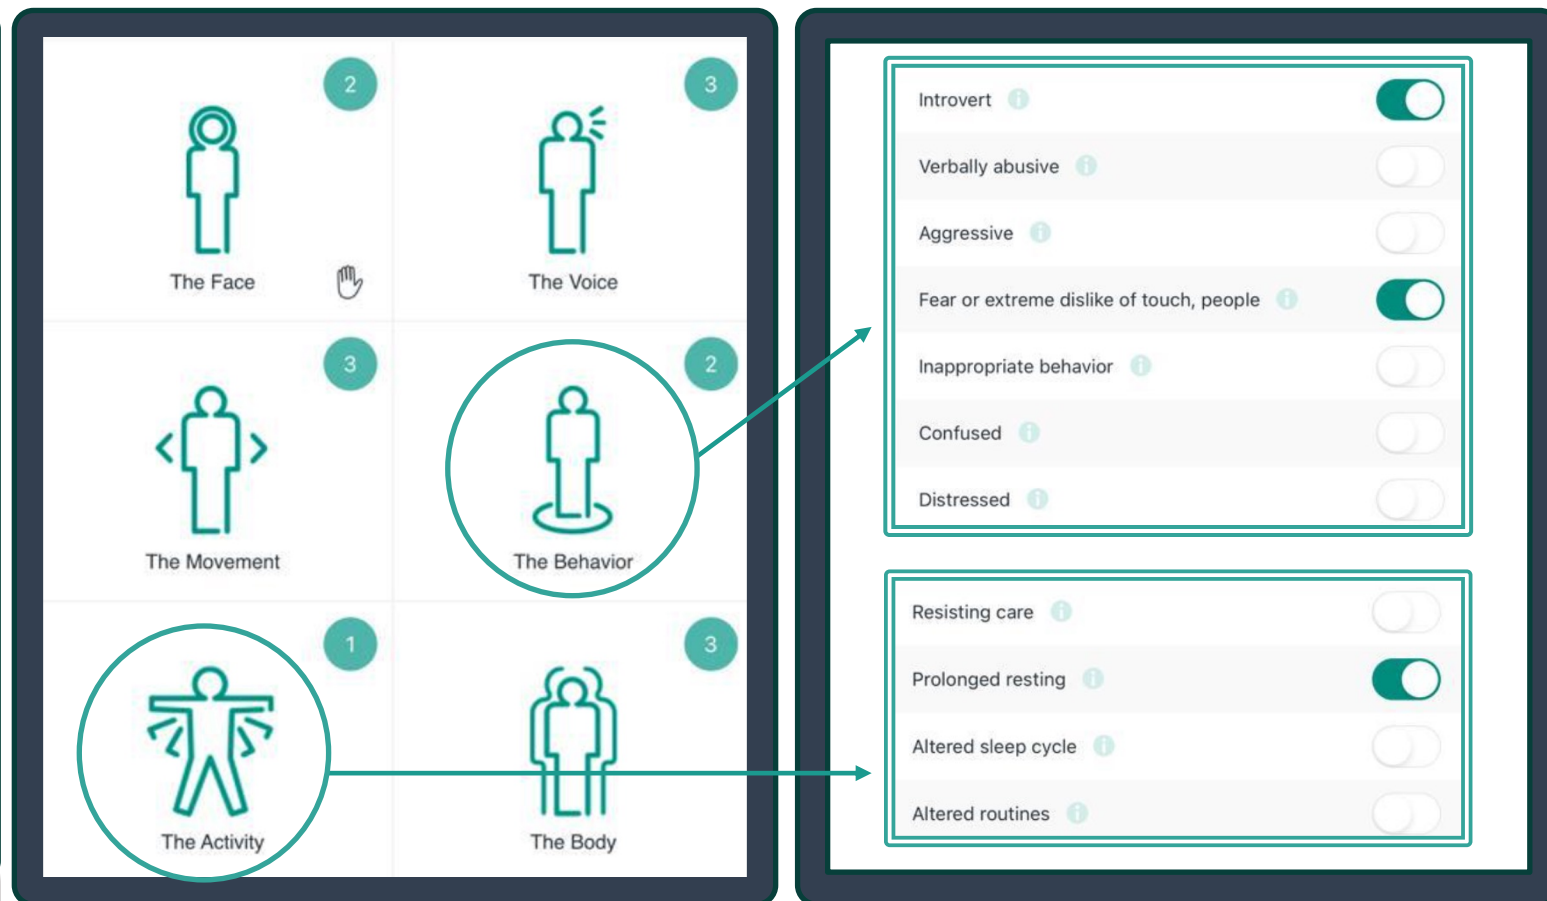 2
The Face
3
The Voice
3
The Movement
2
The Behavior
1
The Activity
3
The Body
Introvert
Verbally abusive
Aggressive
Fear or extreme dislike of touch, people
Inappropriate behavior
Confused
Distressed
Resisting care
Prolonged resting
Altered sleep cycle
Altered routines